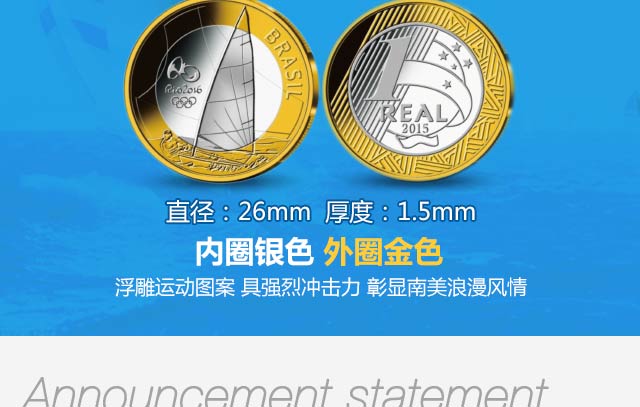 BRASIL
Rio2016
1
REAL
2015
直径：26mm 厚度：1.5mm
内圈银色 外圈金色
浮雕运动图案 具强烈冲击力 彰显南美浪漫风情
Announcement statement